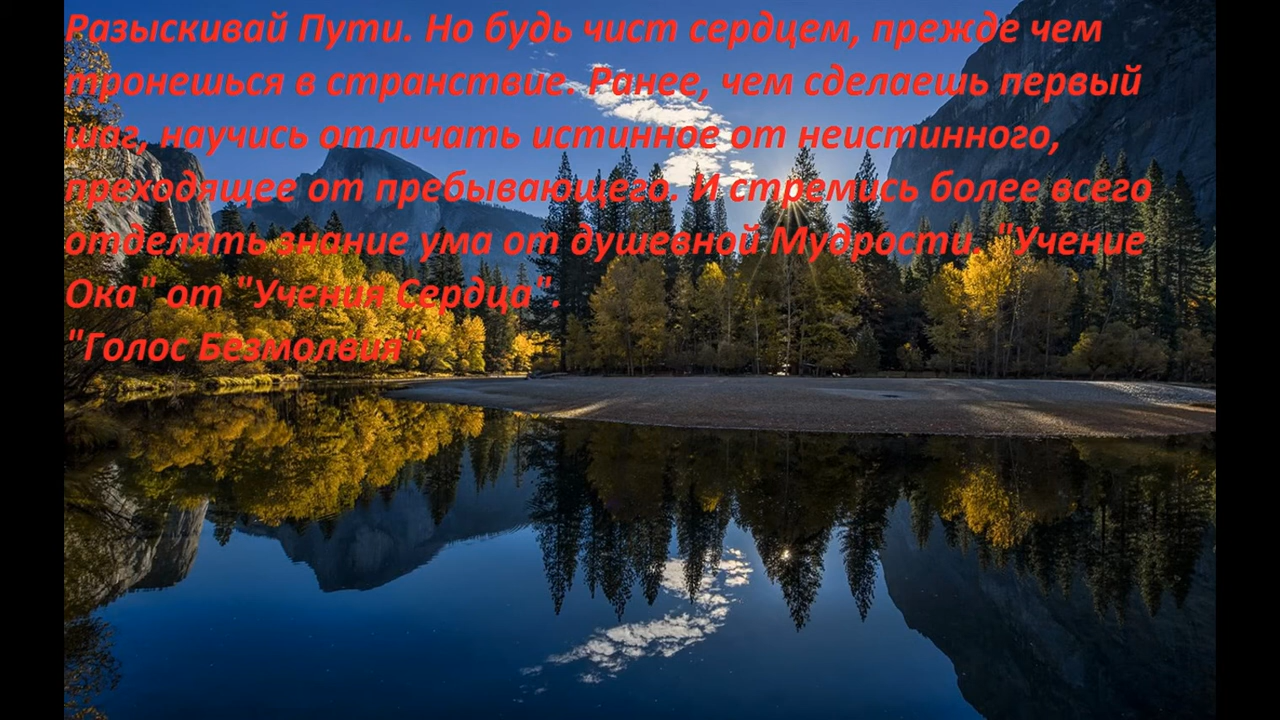 Разыскивай Пути. Но будь чист сердцем, прежде чем
тронешься в странствие. Ранее, чем сделаешь первый
шаг, научись отличать истинное от неистинного,
преходящее от пребывающего. И стремись более всего
отделять знание ума от душевной Мудрости. "Учение
Ока" от "Учения Сердца".
"Голос Безмолвия"